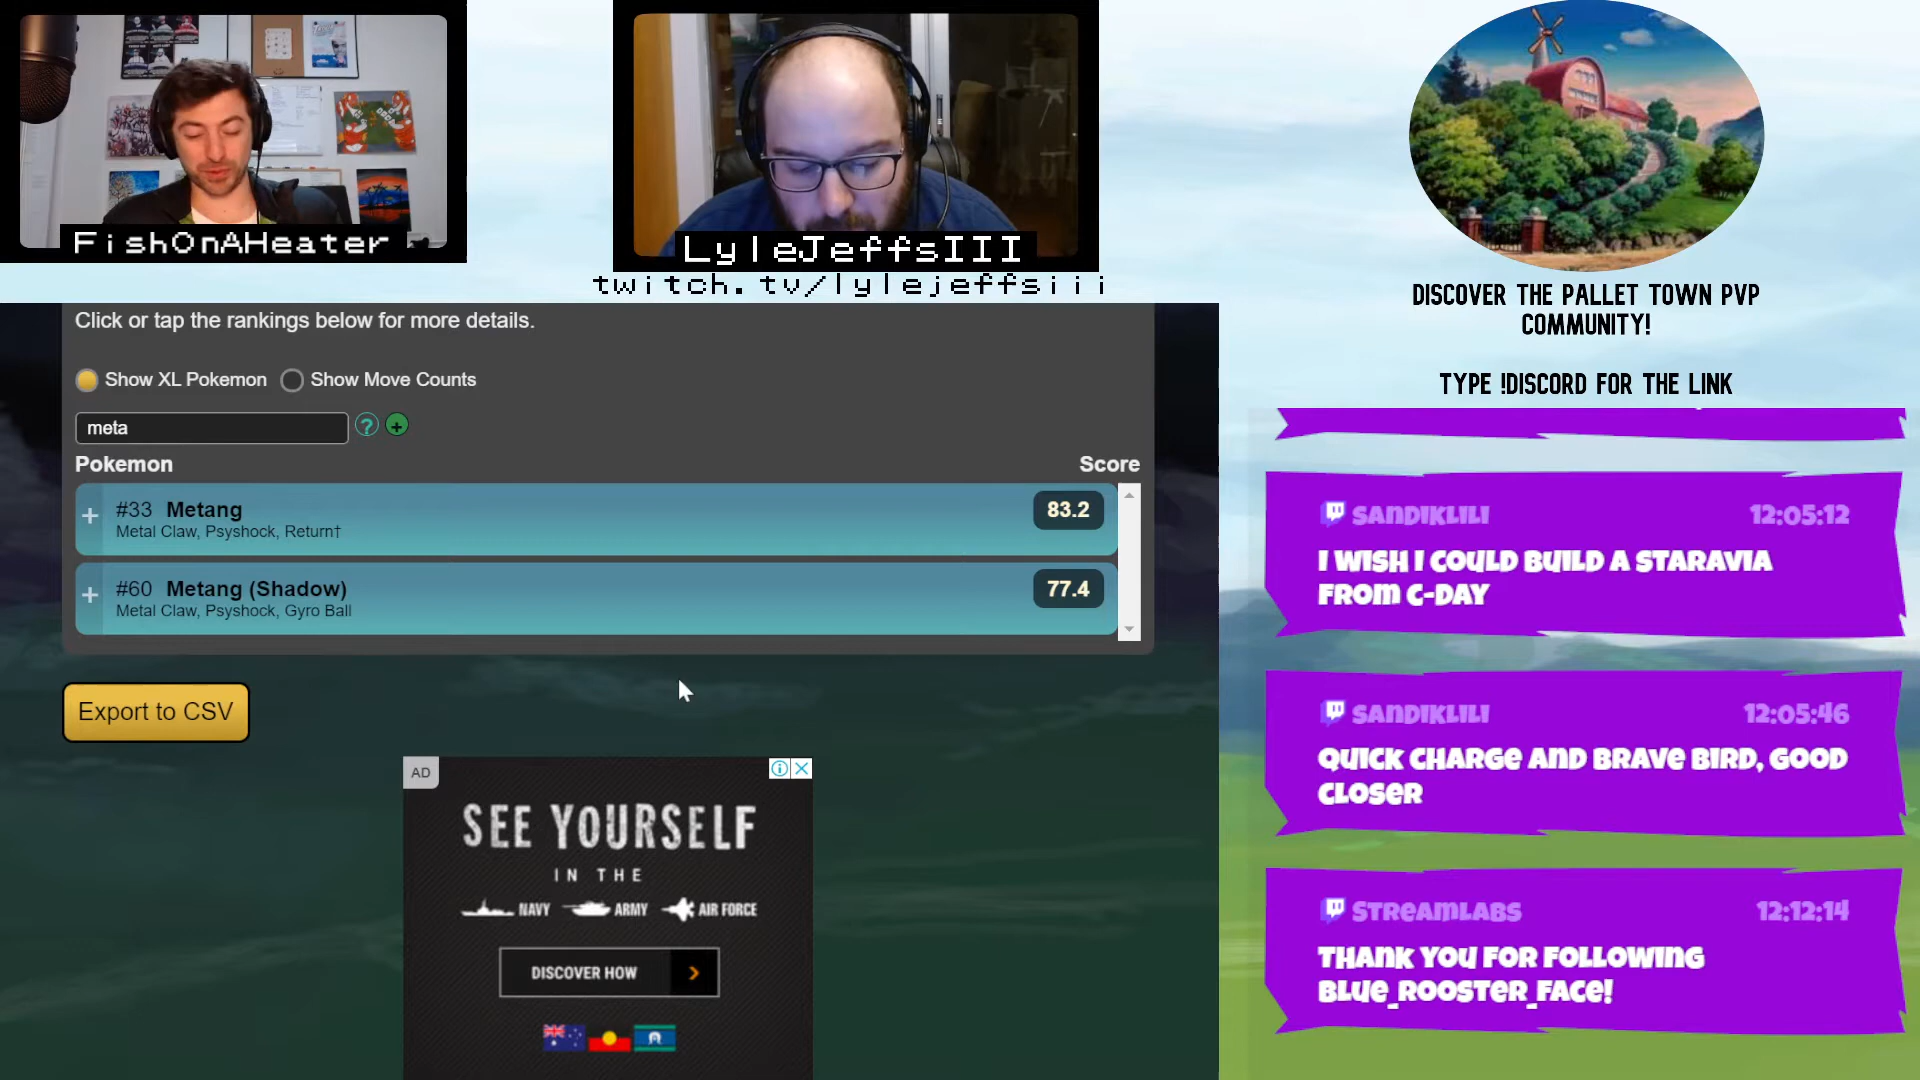 FishOnAHeater
LyleJeffsIII
twitch.tv/lylejeffsiii
DISCOVER THE PALLET TOWN PVP
COMMUNITY!
TYPE !DISCORD FOR THE LINK
Click or tap the rankings below for more details.
Show XL Pokemon
Show Move Counts
meta
?
+
Pokemon
Score
+
#33 Metang
83.2
Metal Claw, Psyshock, Return†
+
#60 Metang (Shadow)
77.4
Metal Claw, Psyshock, Gyro Ball
Export to CSV
AD
SEE YOURSELF
IN THE
NAVY ARMY AIR FORCE
DISCOVER HOW
SANDIKLILI 12:05:12
I WISH I COULD BUILD A STARAVIA
FROM C-DAY
SANDIKLILI 12:05:46
QUICK CHARGE AND BRAVE BIRD, GOOD
CLOSER
STREAMLABS 12:12:14
THANK YOU FOR FOLLOWING
BLUE_ROOSTER_FACE!